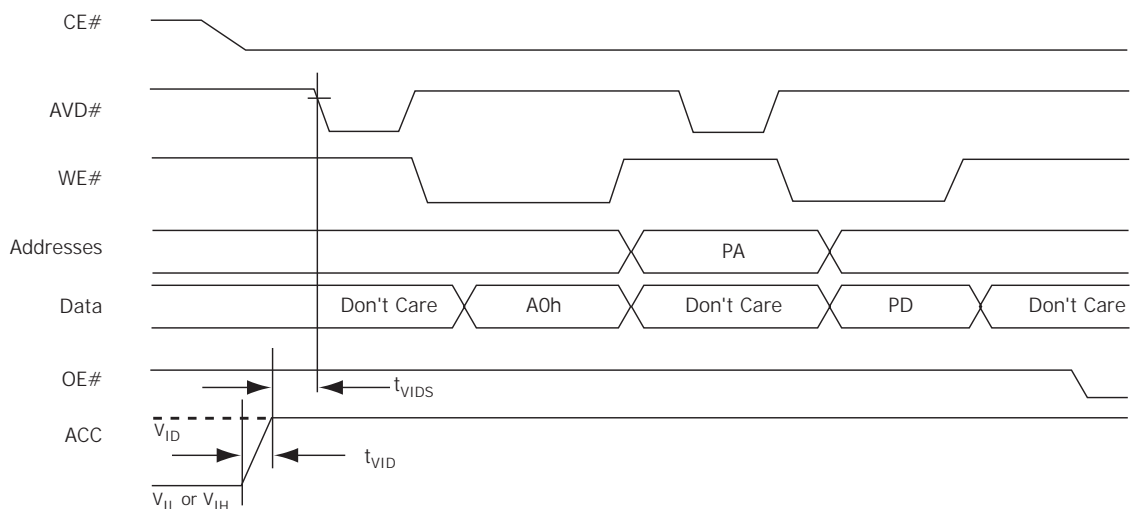 CE#
AVD#
WE#
Addresses PA
Data Don't Care A0h Don't Care PD Don't Care
OE# tVIDS
ACC VID
tVID
VIL or VIH